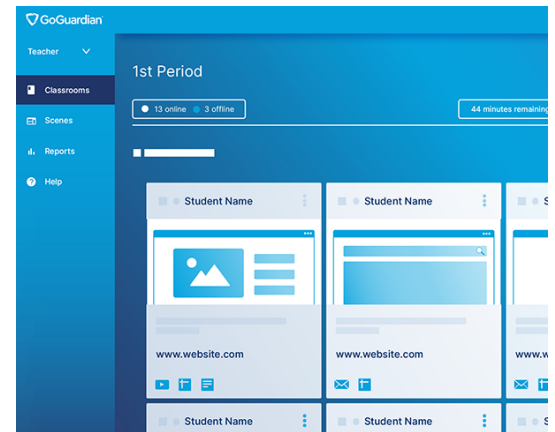 GoGuardian
Teacher
Classrooms
Scenes
Reports
Help
1st Period
13 online 3 offline
44 minutes remaining
Student Name
Student Name
S
www.website.com
www.website.com
www.w
Student Name
Student Name
S